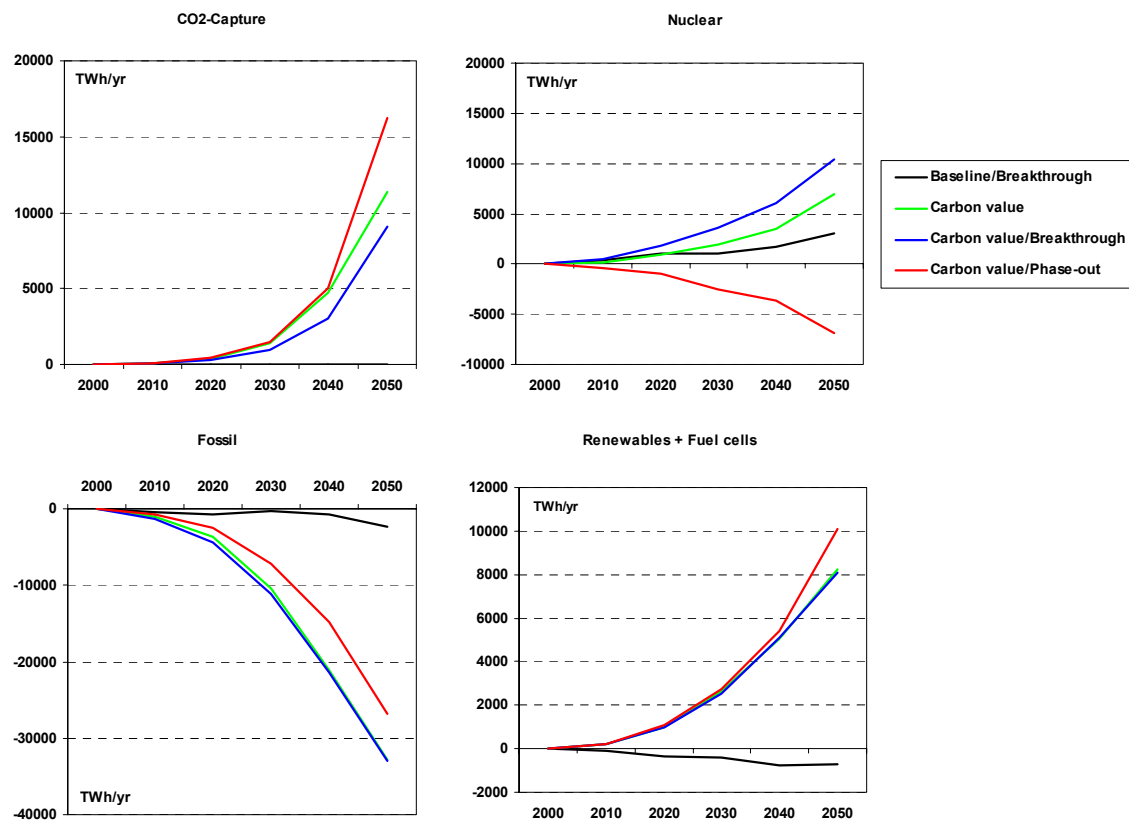 CO2-Capture
20000
TWh/yr
15000
10000
5000
0
2000 2010 2020 2030 2040 2050
Nuclear
20000
TWh/yr
15000
10000
5000
0
-5000
-10000
2000 2010 2020 2030 2040 2050
Baseline/Breakthrough
Carbon value
Carbon value/Breakthrough
Carbon value/Phase-out
Fossil
2000 2010 2020 2030 2040 2050
0
-10000
-20000
-30000
TWh/yr
-40000
Renewables + Fuel cells
12000
TWh/yr
10000
8000
6000
4000
2000
0
-2000
2000 2010 2020 2030 2040 2050